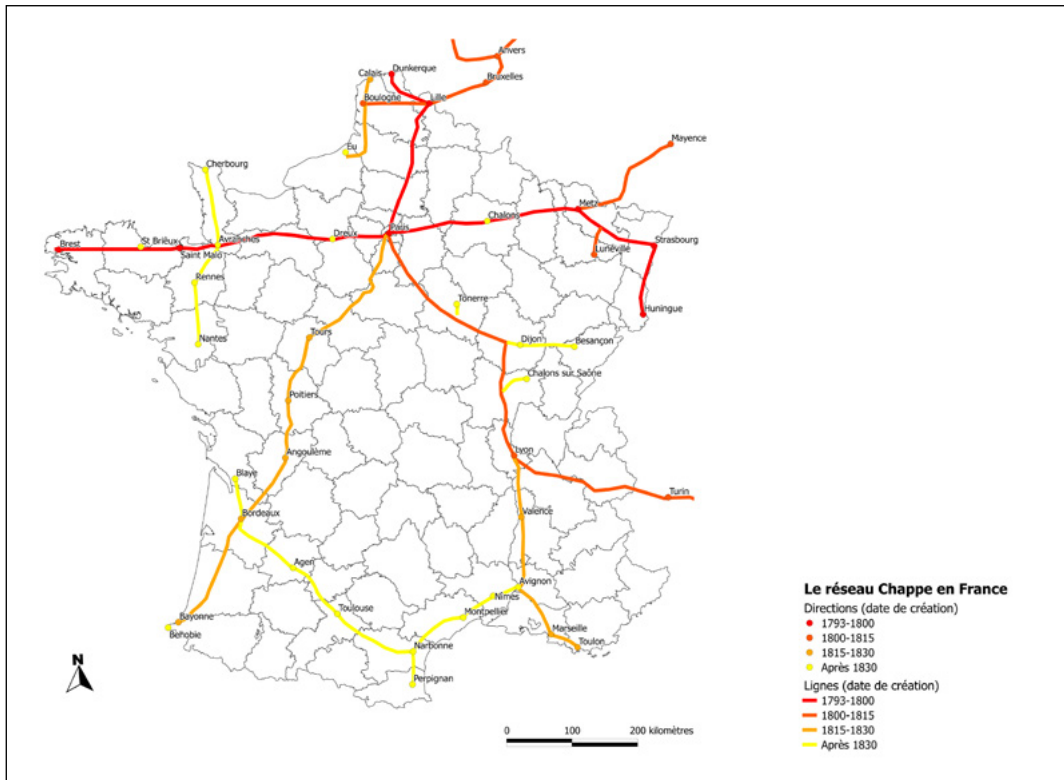 Anvers
Dunkerque
Calais
Bruxelles
Boulogne
Lille
Eu
Mayence
Cherbourg
Metz
Chalons
Brest
St Briëux
Avranches
Dreux
Paris
Strasbourg
Saint Malo
Lunéville
Rennes
Tonerre
Huningue
Nantes
Tours
Dijon
Besançon
Chalons sur Saône
Poitiers
Angoulème
Lyon
Blaye
Turin
Bordeaux
Valence
Agen
Avignon
Nimes
Toulouse
Montpellier
Bayonne
Behobie
Marseille
Toulon
Narbonne
Perpignan
N
0 100 200 kilomètres
Le réseau Chappe en France
Directions (date de création)
1793-1800
1800-1815
1815-1830
Après 1830
Lignes (date de création)
1793-1800
1800-1815
1815-1830
Après 1830